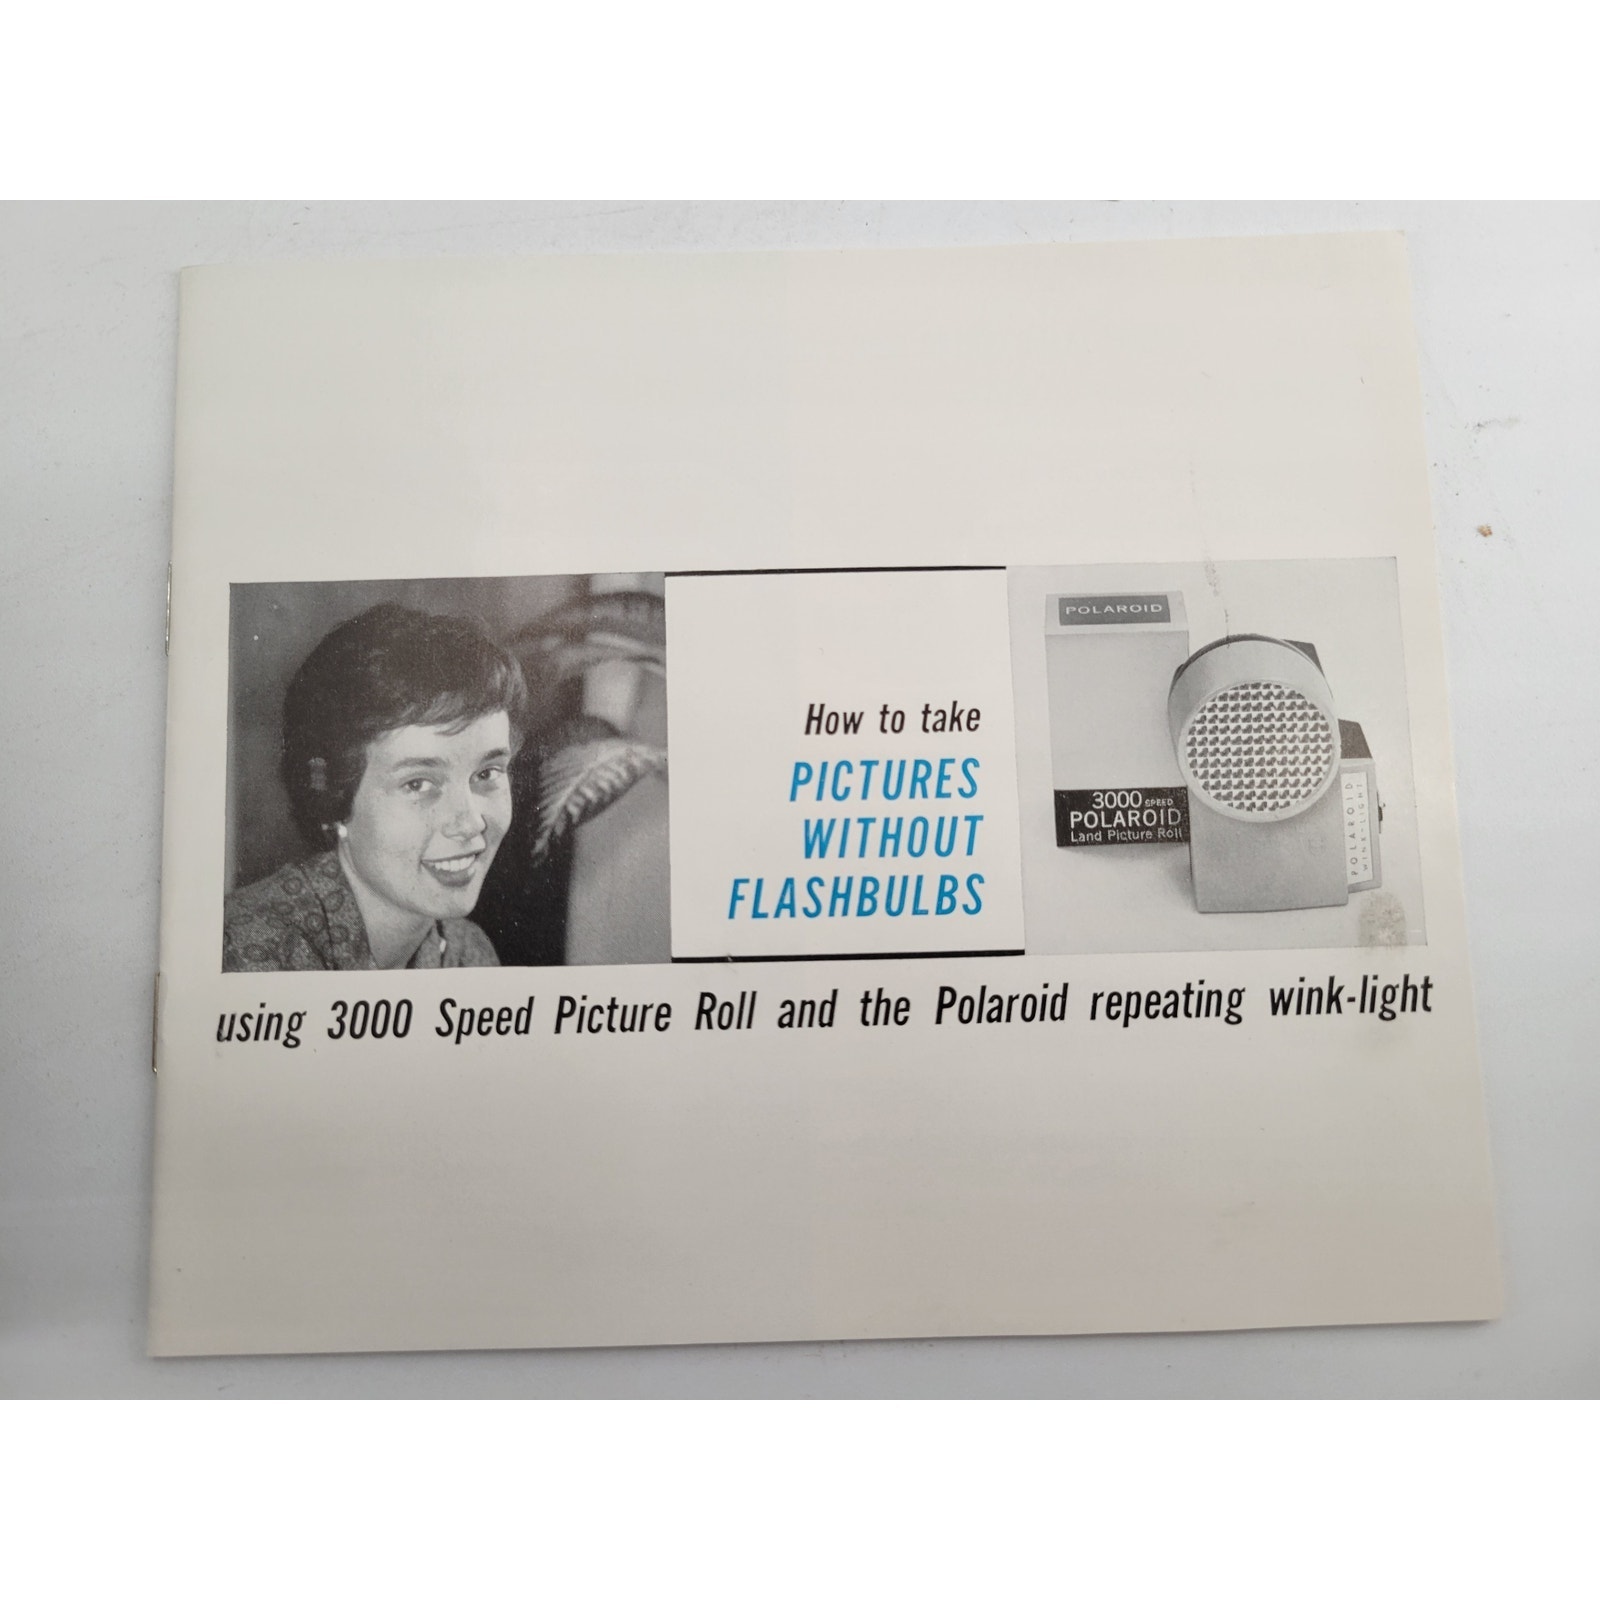 How to take
PICTURES
WITHOUT
FLASHBULBS
POLAROID
3000 SPEED
POLAROID
Land Picture Roll
POLAROID
WINK-LIGHT
using 3000 Speed Picture Roll and the Polaroid repeating wink-light